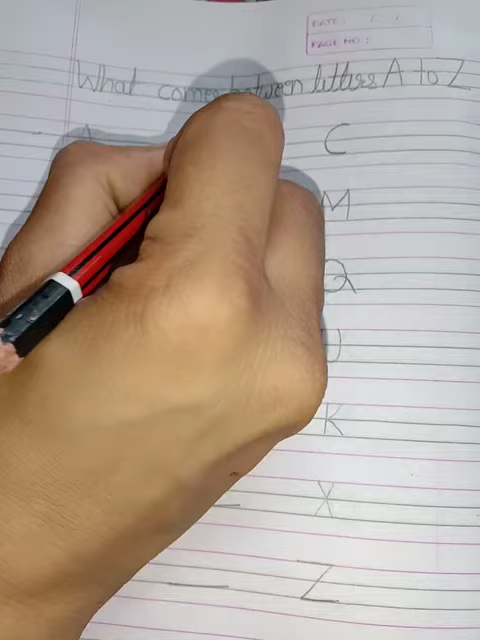 DATE: / /
PAGE NO.:
What comes between letters A to Z
A C
M
Q
U
K
X
Z